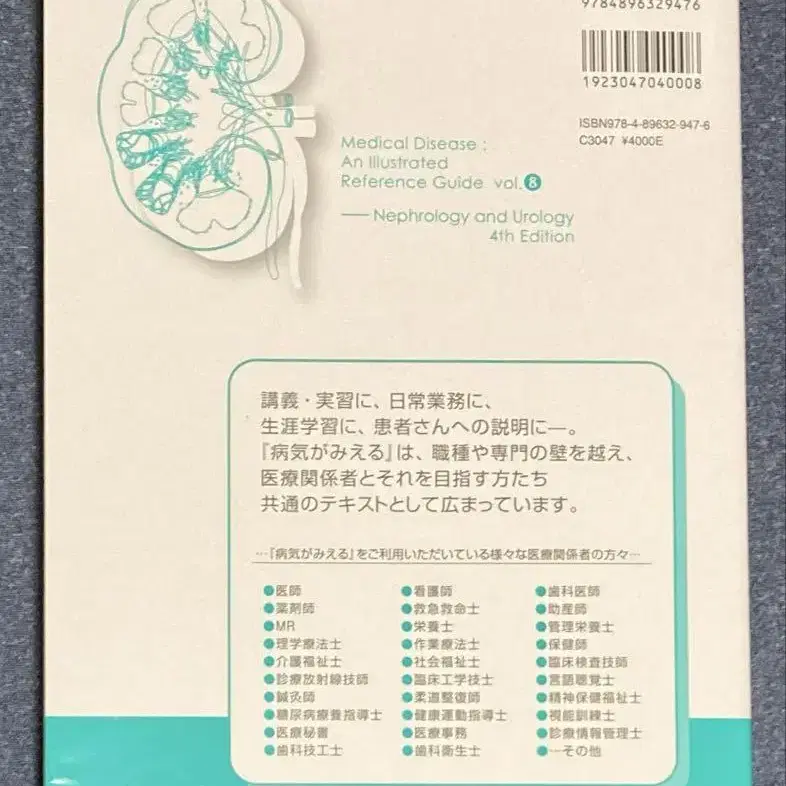 9784896329476
1923047040008
ISBN978-4-89632-947-6
C3047 ¥4000E
Medical Disease :
An Illustrated
Reference Guide vol.8
— Nephrology and Urology
4th Edition
講義・実習に、日常業務に、
生涯学習に、患者さんへの説明に―。
『病気がみえる』は、職種や専門の壁を越え、
医療関係者とそれを目指す方たち
共通のテキストとして広まっています。
…『病気がみえる』をご利用いただいている様々な医療関係者の方々…
●医師 ●看護師 ●歯科医師
●薬剤師 ●救急救命士 ●助産師
●MR ●栄養士 ●管理栄養士
●理学療法士 ●作業療法士 ●保健師
●介護福祉士 ●社会福祉士 ●臨床検査技師
●診療放射線技師 ●臨床工学技士 ●言語聴覚士
●鍼灸師 ●柔道整復師 ●精神保健福祉士
●糖尿病療養指導士 ●健康運動指導士 ●視能訓練士
●医療秘書 ●医療事務 ●診療情報管理士
●歯科技工士 ●歯科衛生士 ●…その他